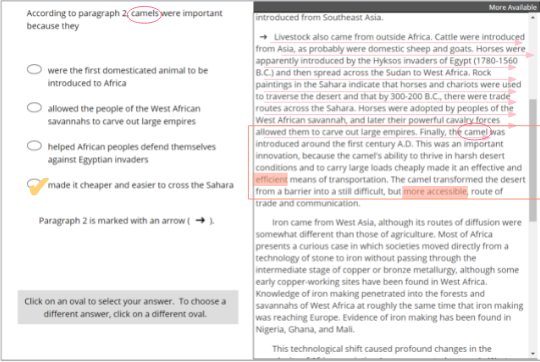 More Available
According to paragraph 2, camels were important
because they
were the first domesticated animal to be
introduced to Africa
allowed the people of the West African
savannahs to carve out large empires
helped African peoples defend themselves
against Egyptian invaders
made it cheaper and easier to cross the Sahara
Paragraph 2 is marked with an arrow ( → ).
Click on an oval to select your answer. To choose a
different answer, click on a different oval.
introduced from Southeast Asia.
→ Livestock also came from outside Africa. Cattle were introduced
from Asia, as probably were domestic sheep and goats. Horses were
apparently introduced by the Hyksos invaders of Egypt (1780-1560
B.C.) and then spread across the Sudan to West Africa. Rock
paintings in the Sahara indicate that horses and chariots were used
to traverse the desert and that by 300-200 B.C., there were trade
routes across the Sahara. Horses were adopted by peoples of the
West African savannah, and later their powerful cavalry forces
allowed them to carve out large empires. Finally, the camel was
introduced around the first century A.D. This was an important
innovation, because the camel's ability to thrive in harsh desert
conditions and to carry large loads cheaply made it an effective and
efficient means of transportation. The camel transformed the desert
from a barrier into a still difficult, but more accessible, route of
trade and communication.
Iron came from West Asia, although its routes of diffusion were
somewhat different than those of agriculture. Most of Africa
presents a curious case in which societies moved directly from a
technology of stone to iron without passing through the
intermediate stage of copper or bronze metallurgy, although some
early copper-working sites have been found in West Africa.
Knowledge of iron making penetrated into the forests and
savannahs of West Africa at roughly the same time that iron making
was reaching Europe. Evidence of iron making has been found in
Nigeria, Ghana, and Mali.
This technological shift caused profound changes in the